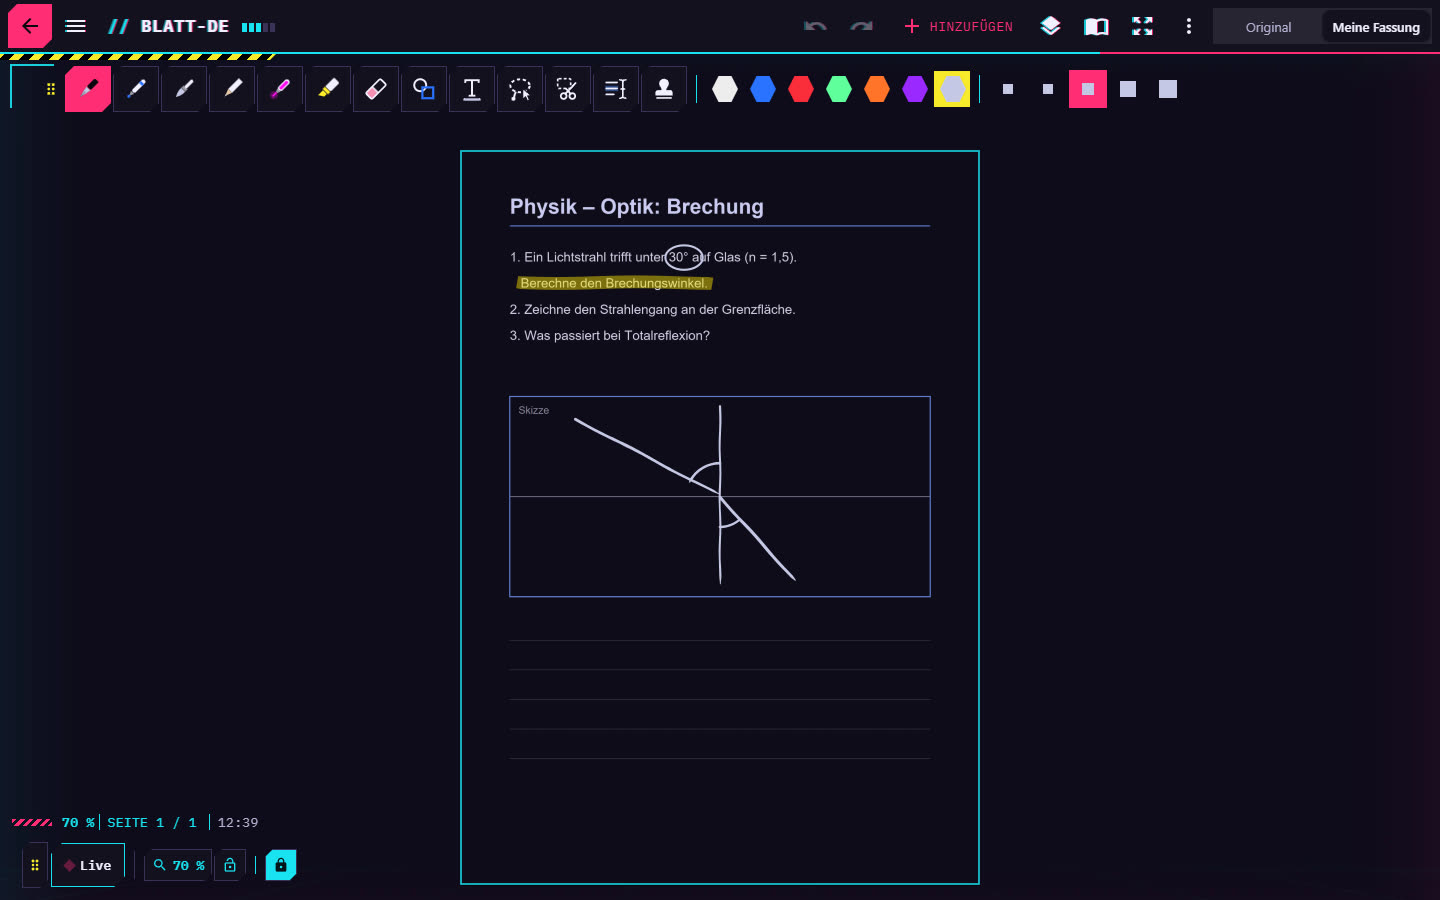 // BLATT-DE
HINZUFÜGEN
Original
Meine Fassung
Physik – Optik: Brechung
1. Ein Lichtstrahl trifft unter 30° auf Glas (n = 1,5).
Berechne den Brechungswinkel.
2. Zeichne den Strahlengang an der Grenzfläche.
3. Was passiert bei Totalreflexion?
Skizze
70 % SEITE 1 / 1 12:39
Live 70 %